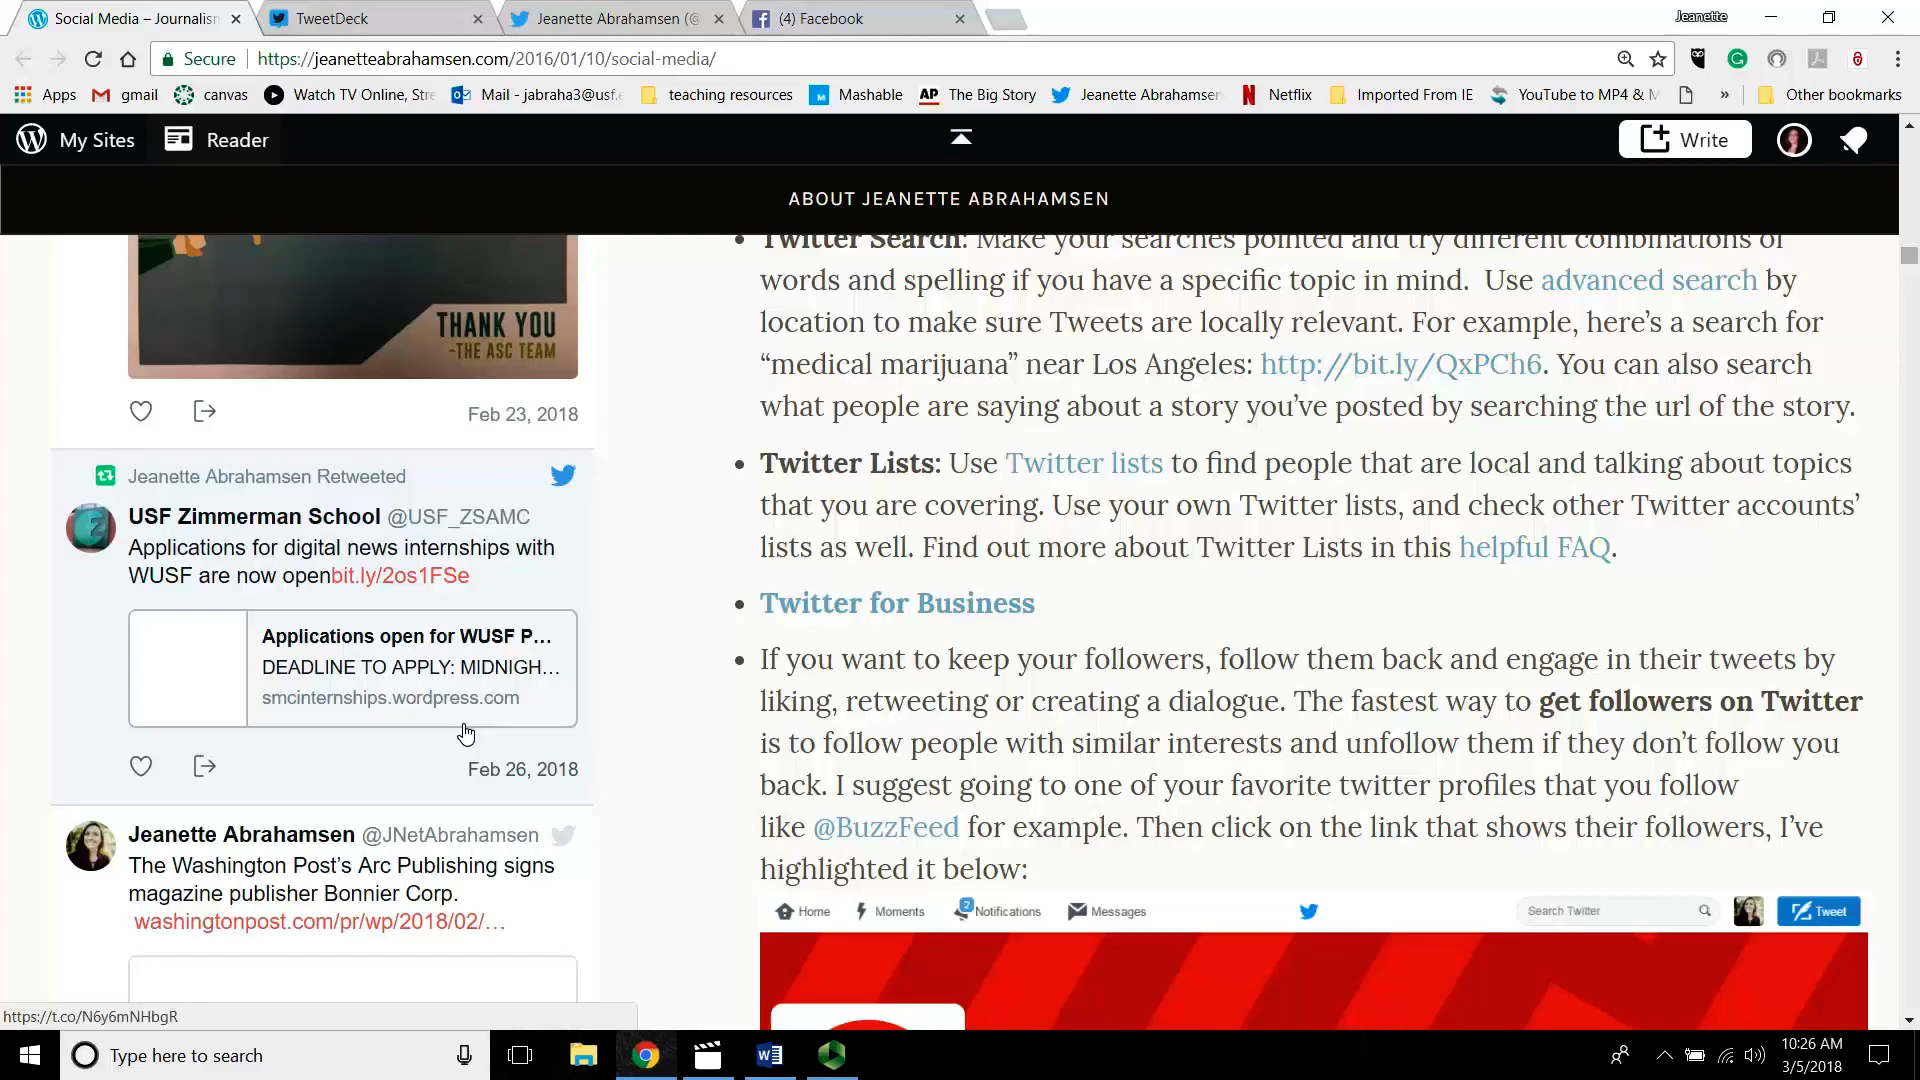 Social Media – Journalism
TweetDeck
Jeanette Abrahamsen (@
(4) Facebook
Jeanette
Secure
https://jeanetteabrahamsen.com/2016/01/10/social-media/
Apps
gmail
canvas
Watch TV Online, Stre
Mail - jabraha3@usf.e
teaching resources
Mashable
AP The Big Story
Jeanette Abrahamsen
Netflix
Imported From IE
YouTube to MP4 & M
»
Other bookmarks
My Sites
Reader
Write
ABOUT JEANETTE ABRAHAMSEN
THANK YOU
-THE ASC TEAM
Feb 23, 2018
Jeanette Abrahamsen Retweeted
USF Zimmerman School @USF_ZSAMC
Applications for digital news internships with
WUSF are now openbit.ly/2os1FSe
Applications open for WUSF P…
DEADLINE TO APPLY: MIDNIGH…
smcinternships.wordpress.com
Feb 26, 2018
Jeanette Abrahamsen @JNetAbrahamsen
The Washington Post’s Arc Publishing signs
magazine publisher Bonnier Corp.
washingtonpost.com/pr/wp/2018/02/…
• Twitter Search: Make your searches pointed and try different combinations of
words and spelling if you have a specific topic in mind.  Use advanced search by
location to make sure Tweets are locally relevant. For example, here’s a search for
“medical marijuana” near Los Angeles: http://bit.ly/QxPCh6. You can also search
what people are saying about a story you’ve posted by searching the url of the story.
• Twitter Lists: Use Twitter lists to find people that are local and talking about topics
that you are covering. Use your own Twitter lists, and check other Twitter accounts’
lists as well. Find out more about Twitter Lists in this helpful FAQ.
• Twitter for Business
• If you want to keep your followers, follow them back and engage in their tweets by
liking, retweeting or creating a dialogue. The fastest way to get followers on Twitter
is to follow people with similar interests and unfollow them if they don’t follow you
back. I suggest going to one of your favorite twitter profiles that you follow
like @BuzzFeed for example. Then click on the link that shows their followers, I’ve
highlighted it below:
Home
Moments
2
Notifications
Messages
Search Twitter
Tweet
https://t.co/N6y6mNHbgR
Type here to search
10:26 AM
3/5/2018